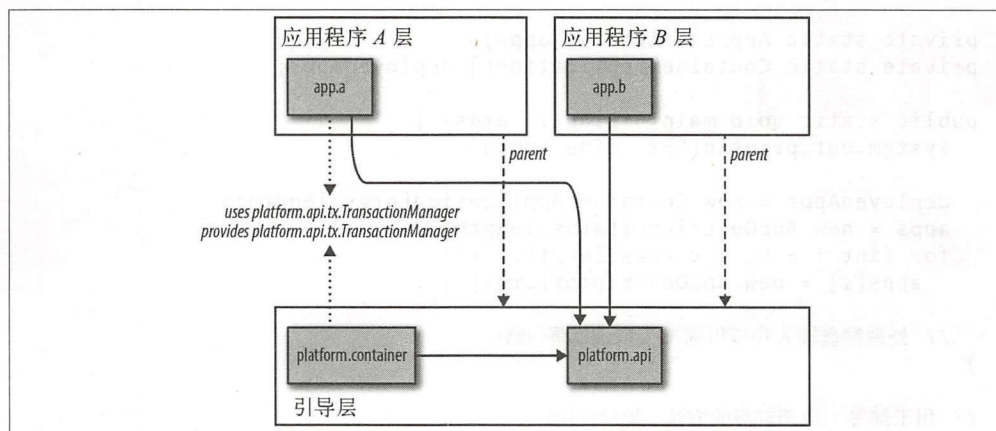 应用程序 A 层
应用程序 B 层
app.a
app.b
parent
parent
uses platform.api.tx.TransactionManager
provides platform.api.tx.TransactionManager
platform.container
platform.api
引导层